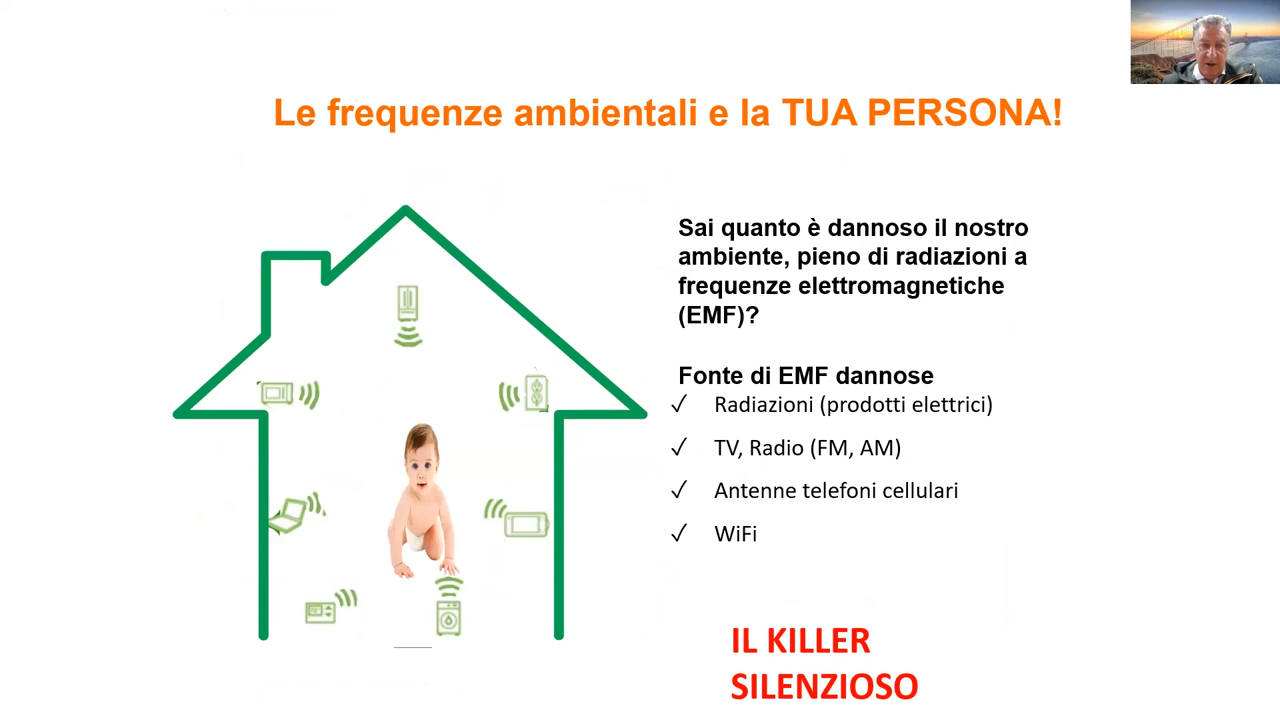 Le frequenze ambientali e la TUA PERSONA!
Sai quanto è dannoso il nostro
ambiente, pieno di radiazioni a
frequenze elettromagnetiche
(EMF)?
Fonte di EMF dannose
✓ Radiazioni (prodotti elettrici)
✓ TV, Radio (FM, AM)
✓ Antenne telefoni cellulari
✓ WiFi
IL KILLER
SILENZIOSO